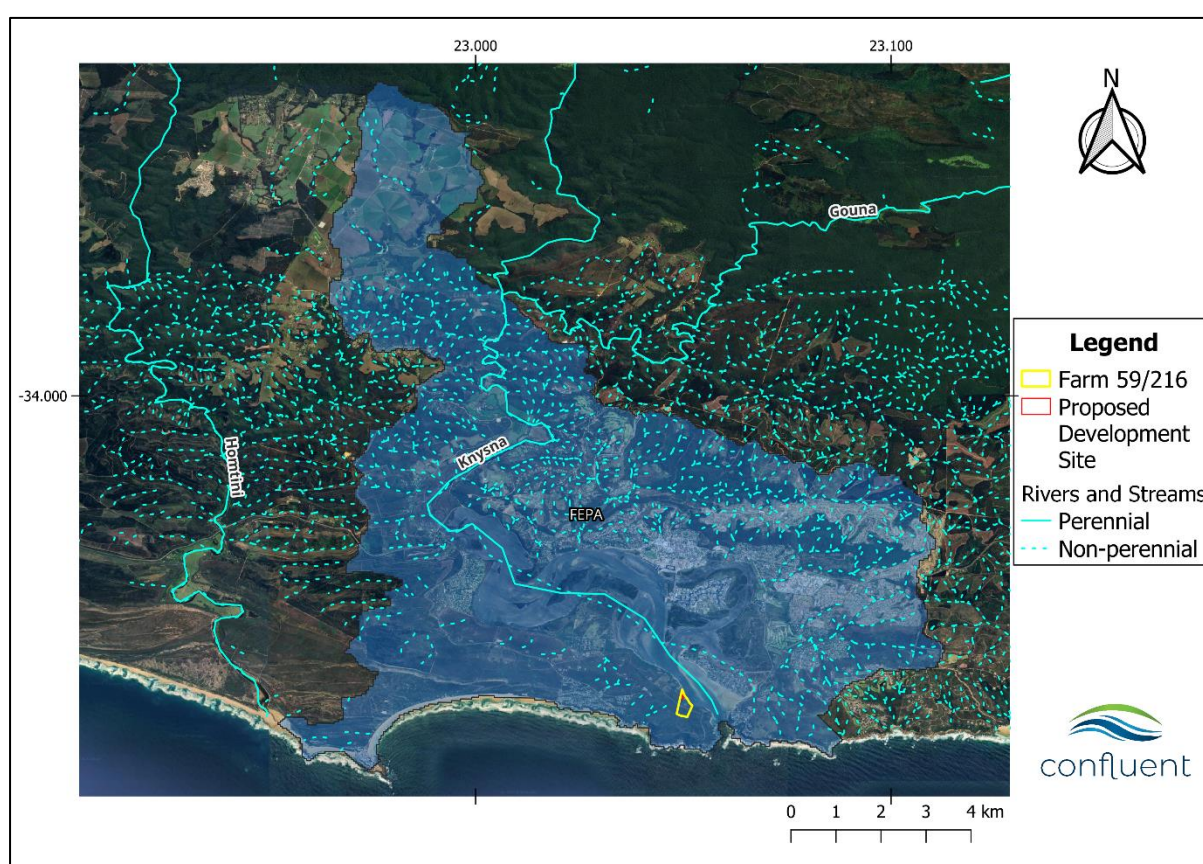 23.000
23.100
N
Gouna
-34.000
Knysna
Homtini
FEPA
Legend
Farm 59/216
Proposed
Development
Site
Rivers and Streams
Perennial
Non-perennial
confluent
0 1 2 3 4 km